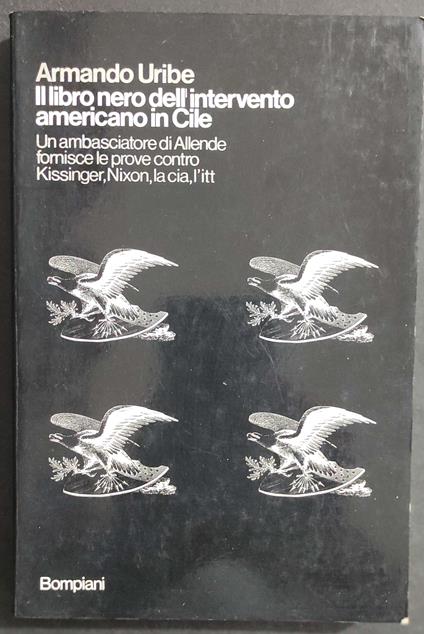 Armando Uribe
Il libro nero dell'intervento
americano in Cile
Un ambasciatore di Allende
fornisce le prove contro
Kissinger, Nixon, la cia, l'itt
Bompiani